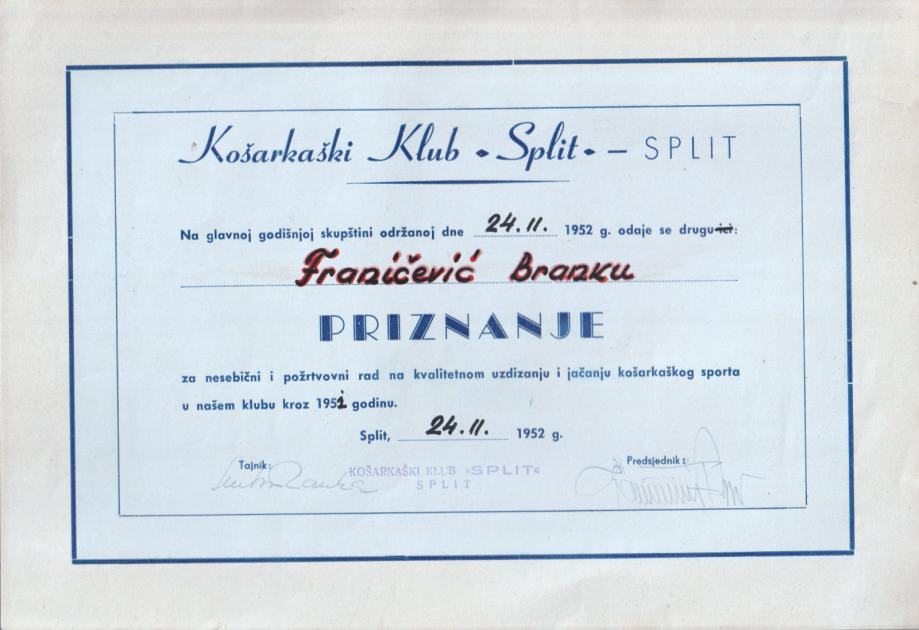 Košarkaški Klub • Split • – SPLIT
Na glavnoj godišnjoj skupštini održanoj dne 24.11. 1952 g. odaje se drugu ici:
Franičević Branku
PRIZNANJE
za nesebični i požrtvovni rad na kvalitetnom uzdizanju i jačanju košarkaškog sporta
u našem klubu kroz 1952 godinu.
Split, 24.11. 1952 g.
Tajnik: Predsjednik:
KOŠARKAŠKI KLUB »SPLIT«
SPLIT